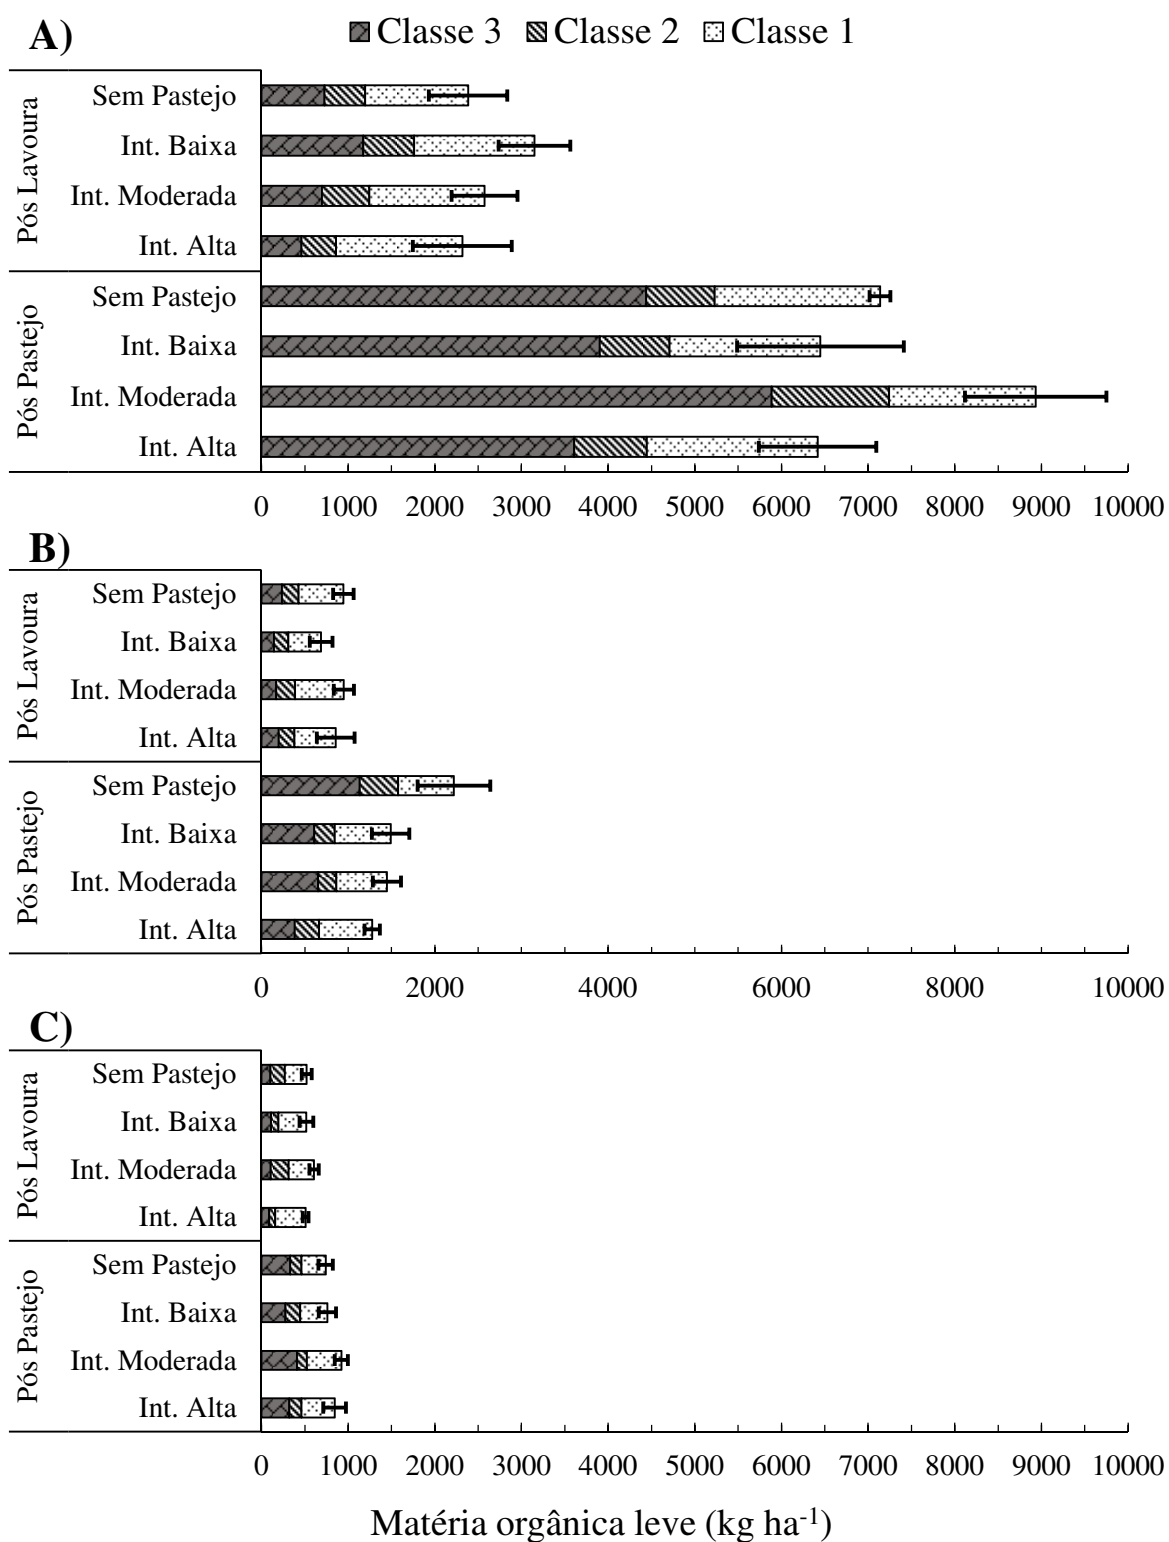 A)
Classe 3 Classe 2 Classe 1
Pós Lavoura
Sem Pastejo
Int. Baixa
Int. Moderada
Int. Alta
Pós Pastejo
Sem Pastejo
Int. Baixa
Int. Moderada
Int. Alta
0 1000 2000 3000 4000 5000 6000 7000 8000 9000 10000
B)
Pós Lavoura
Sem Pastejo
Int. Baixa
Int. Moderada
Int. Alta
Pós Pastejo
Sem Pastejo
Int. Baixa
Int. Moderada
Int. Alta
0 2000 4000 6000 8000 10000
C)
Pós Lavoura
Sem Pastejo
Int. Baixa
Int. Moderada
Int. Alta
Pós Pastejo
Sem Pastejo
Int. Baixa
Int. Moderada
Int. Alta
0 1000 2000 3000 4000 5000 6000 7000 8000 9000 10000
Matéria orgânica leve (kg ha⁻¹)